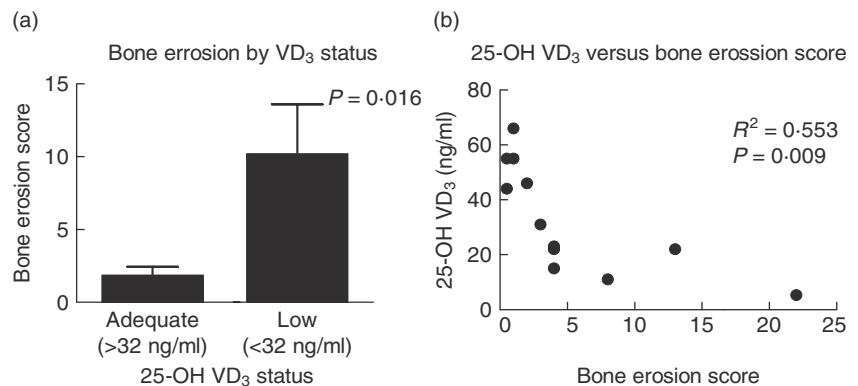 (a)
Bone errosion by VD₃ status
P = 0·016
Bone erosion score
15
10
5
0
Adequate
(>32 ng/ml)
Low
(<32 ng/ml)
25-OH VD₃ status
(b)
25-OH VD₃ versus bone erossion score
R² = 0·553
P = 0·009
25-OH VD₃ (ng/ml)
80
60
40
20
0
0
5
10
15
20
25
Bone erosion score